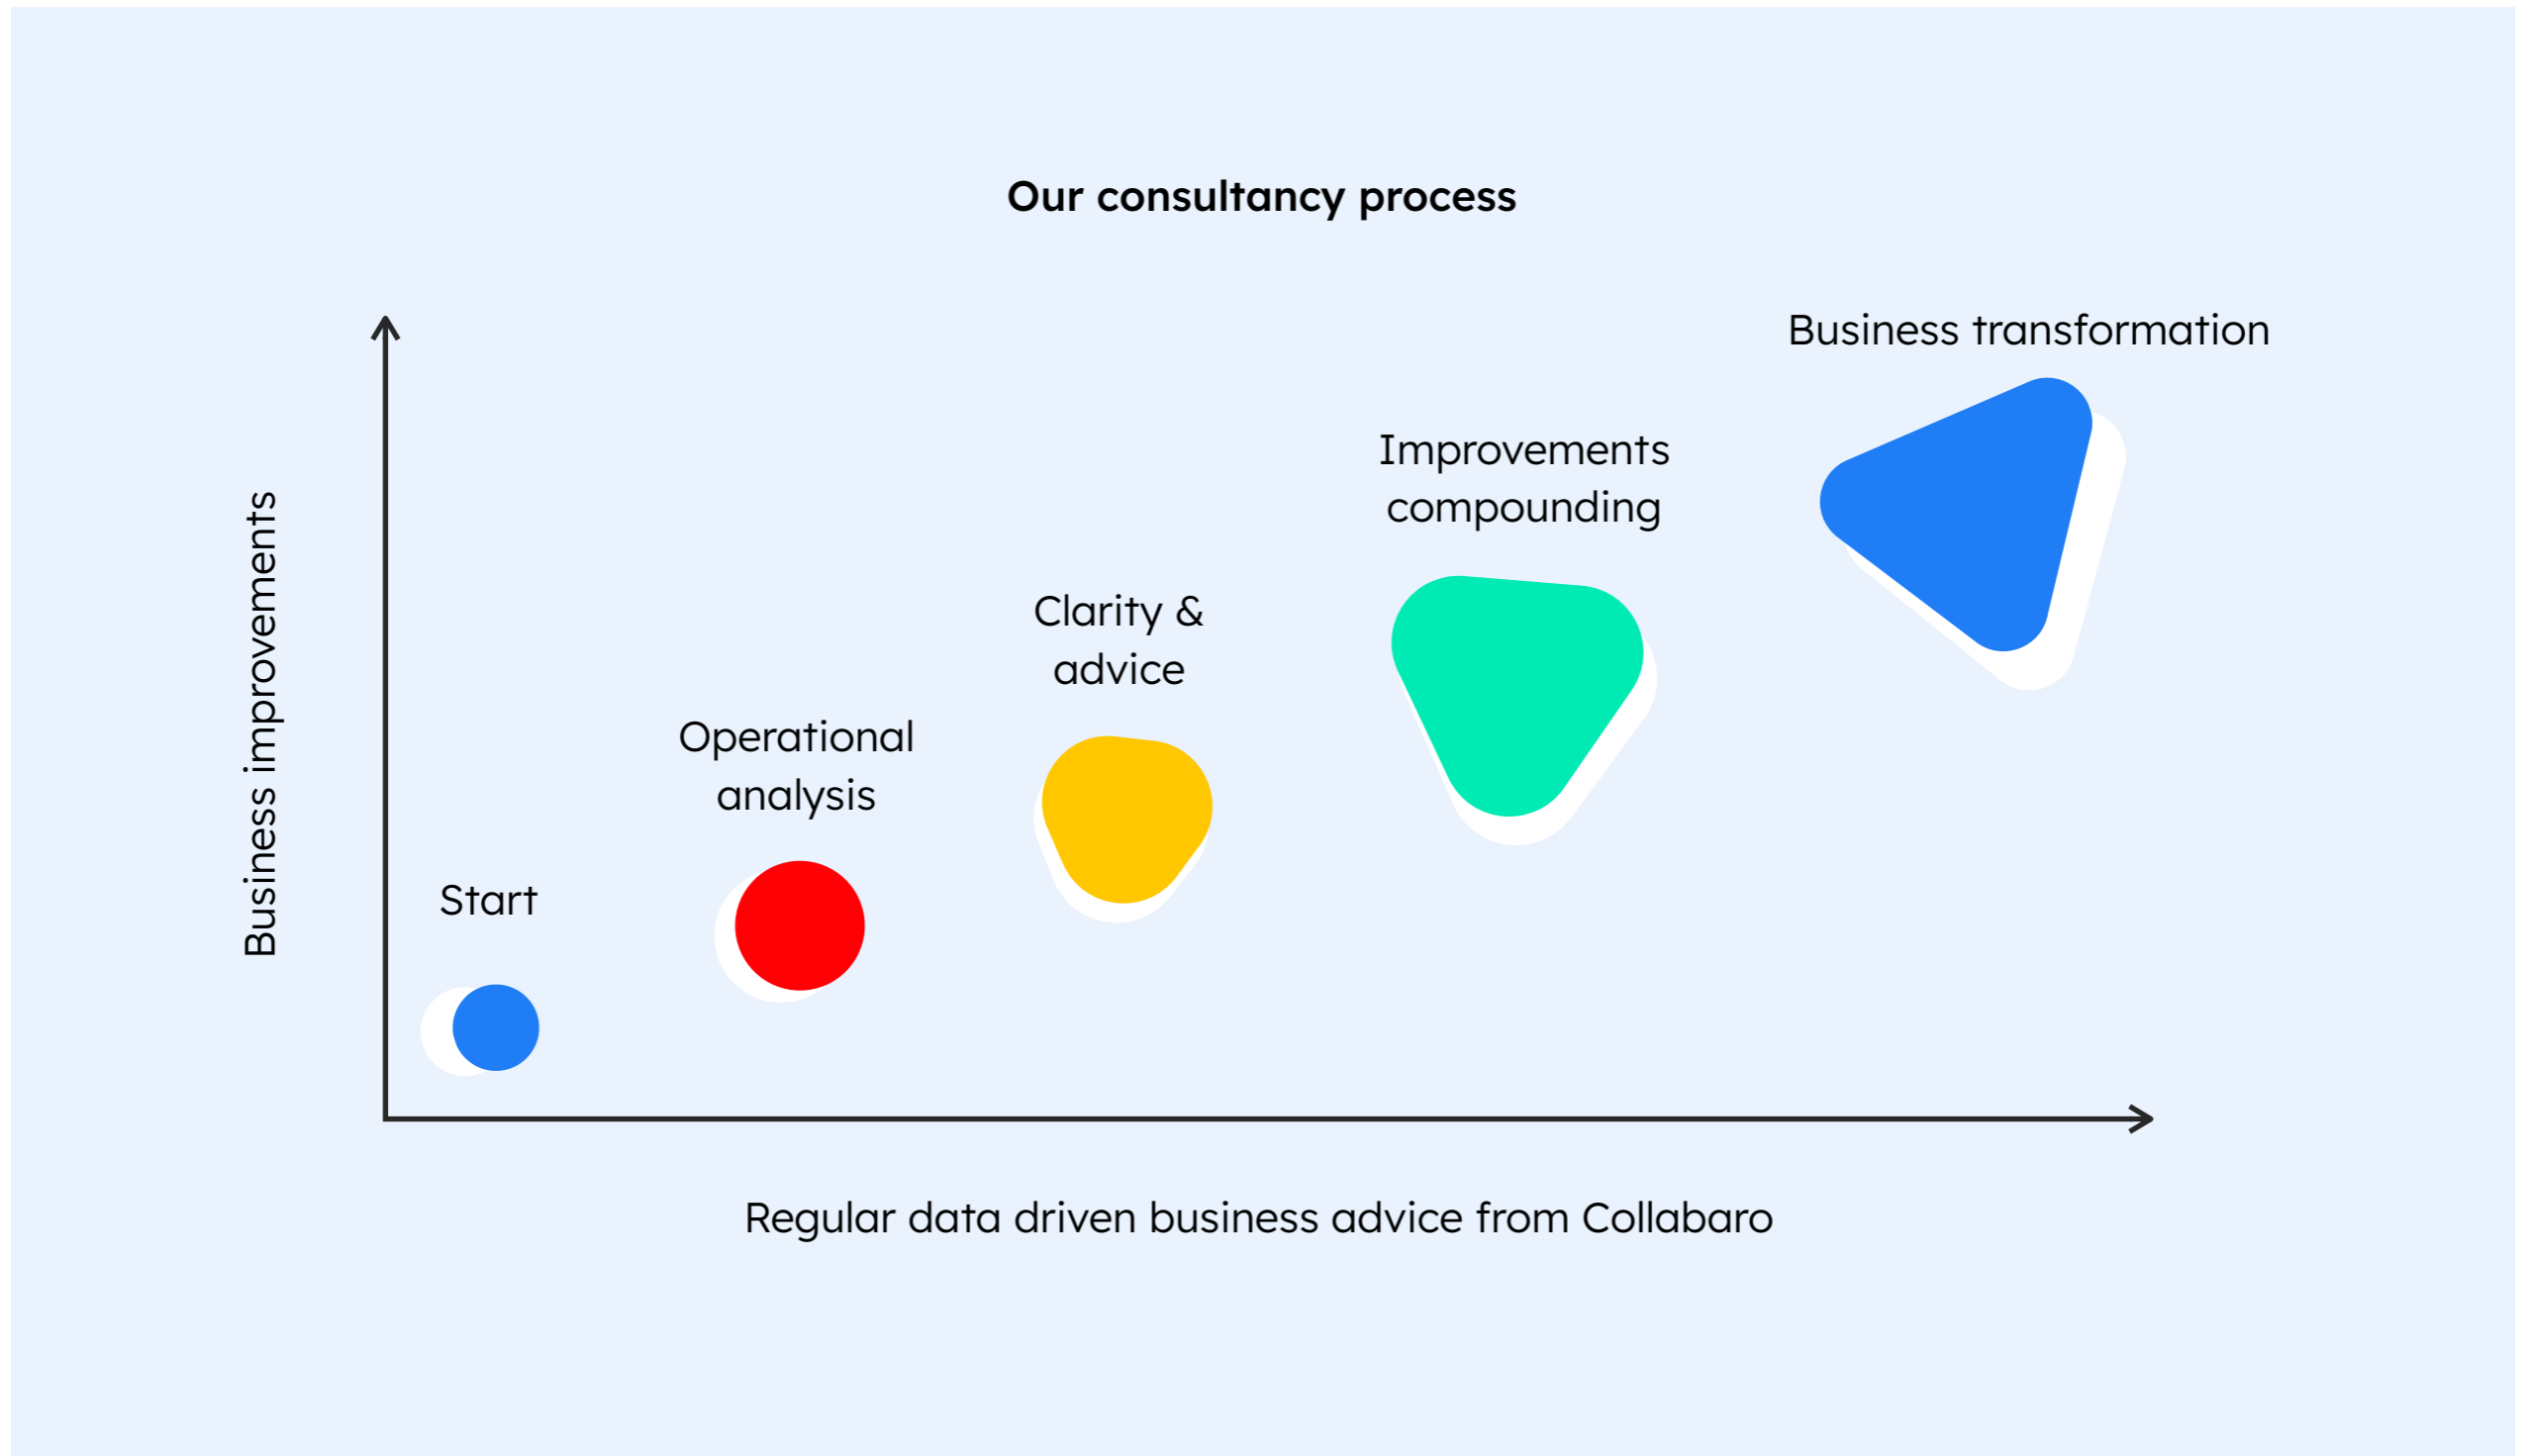 Our consultancy process
Business transformation
Improvements
compounding
Clarity &
advice
Operational
analysis
Start
Business improvements
Regular data driven business advice from Collabaro